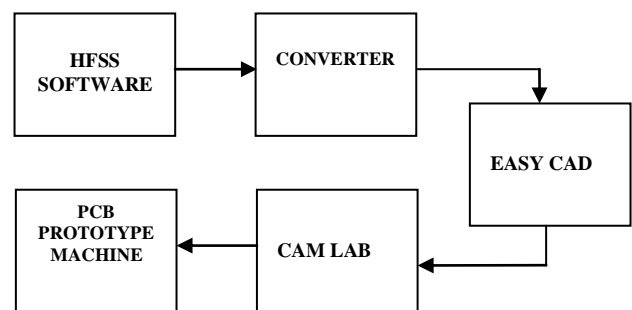 HFSS
SOFTWARE
CONVERTER
EASY CAD
CAM LAB
PCB
PROTOTYPE
MACHINE